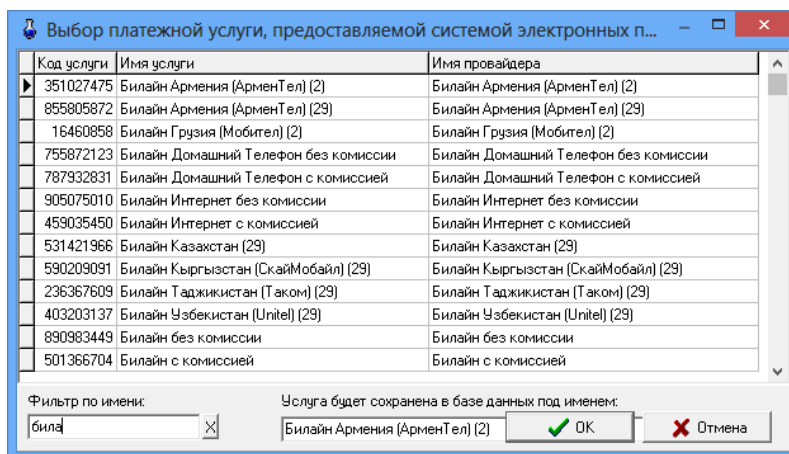 Выбор платежной услуги, предоставляемой системой электронных п...
Код услуги Имя услуги Имя провайдера
351027475 Билайн Армения (АрменТел) (2) Билайн Армения (АрменТел) (2)
855805872 Билайн Армения (АрменТел) (29) Билайн Армения (АрменТел) (29)
16460858 Билайн Грузия (Мобител) (2) Билайн Грузия (Мобител) (2)
755872123 Билайн Домашний Телефон без комиссии Билайн Домашний Телефон без комиссии
787932831 Билайн Домашний Телефон с комиссией Билайн Домашний Телефон с комиссией
905075010 Билайн Интернет без комиссии Билайн Интернет без комиссии
459035450 Билайн Интернет с комиссией Билайн Интернет с комиссией
531421966 Билайн Казахстан (29) Билайн Казахстан (29)
590209091 Билайн Кыргызстан (СкайМобайл) (29) Билайн Кыргызстан (СкайМобайл) (29)
236367609 Билайн Таджикистан (Таком) (29) Билайн Таджикистан (Таком) (29)
403203137 Билайн Узбекистан (Unitel) (29) Билайн Узбекистан (Unitel) (29)
890983449 Билайн без комиссии Билайн без комиссии
501366704 Билайн с комиссией Билайн с комиссией
Фильтр по имени: Услуга будет сохранена в базе данных под именем:
била X Билайн Армения (АрменТел) (2) OK Отмена